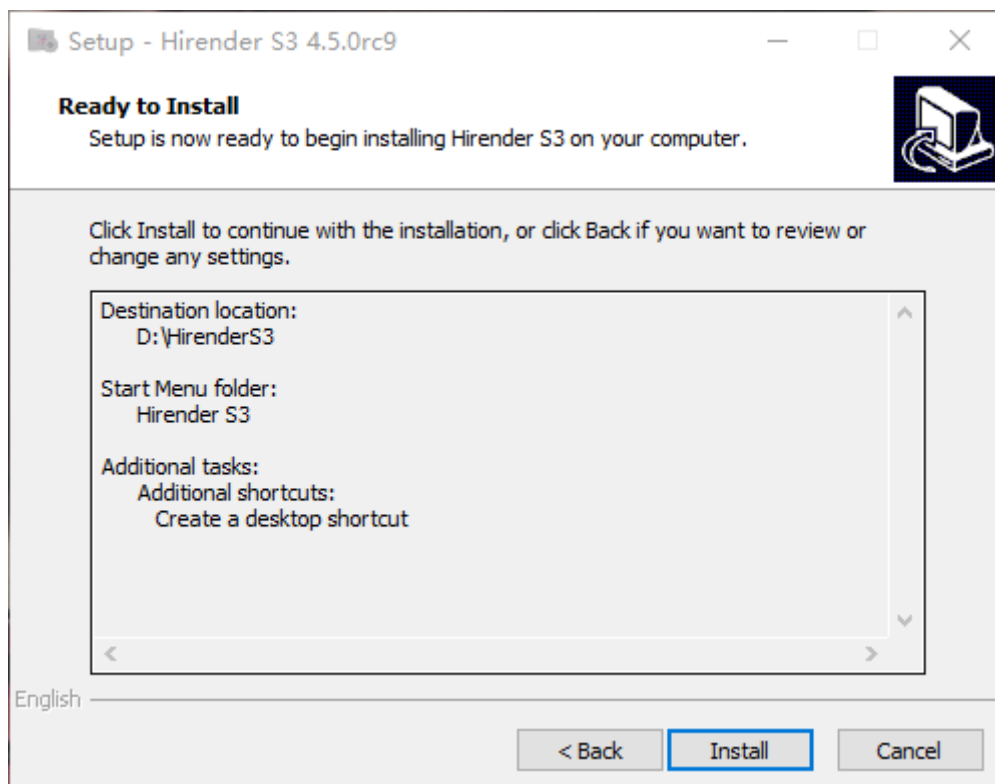 Setup - Hirender S3 4.5.0rc9
Ready to Install
Setup is now ready to begin installing Hirender S3 on your computer.
Click Install to continue with the installation, or click Back if you want to review or
change any settings.
Destination location:
D:\HirenderS3
Start Menu folder:
Hirender S3
Additional tasks:
Additional shortcuts:
Create a desktop shortcut
English
< Back
Install
Cancel